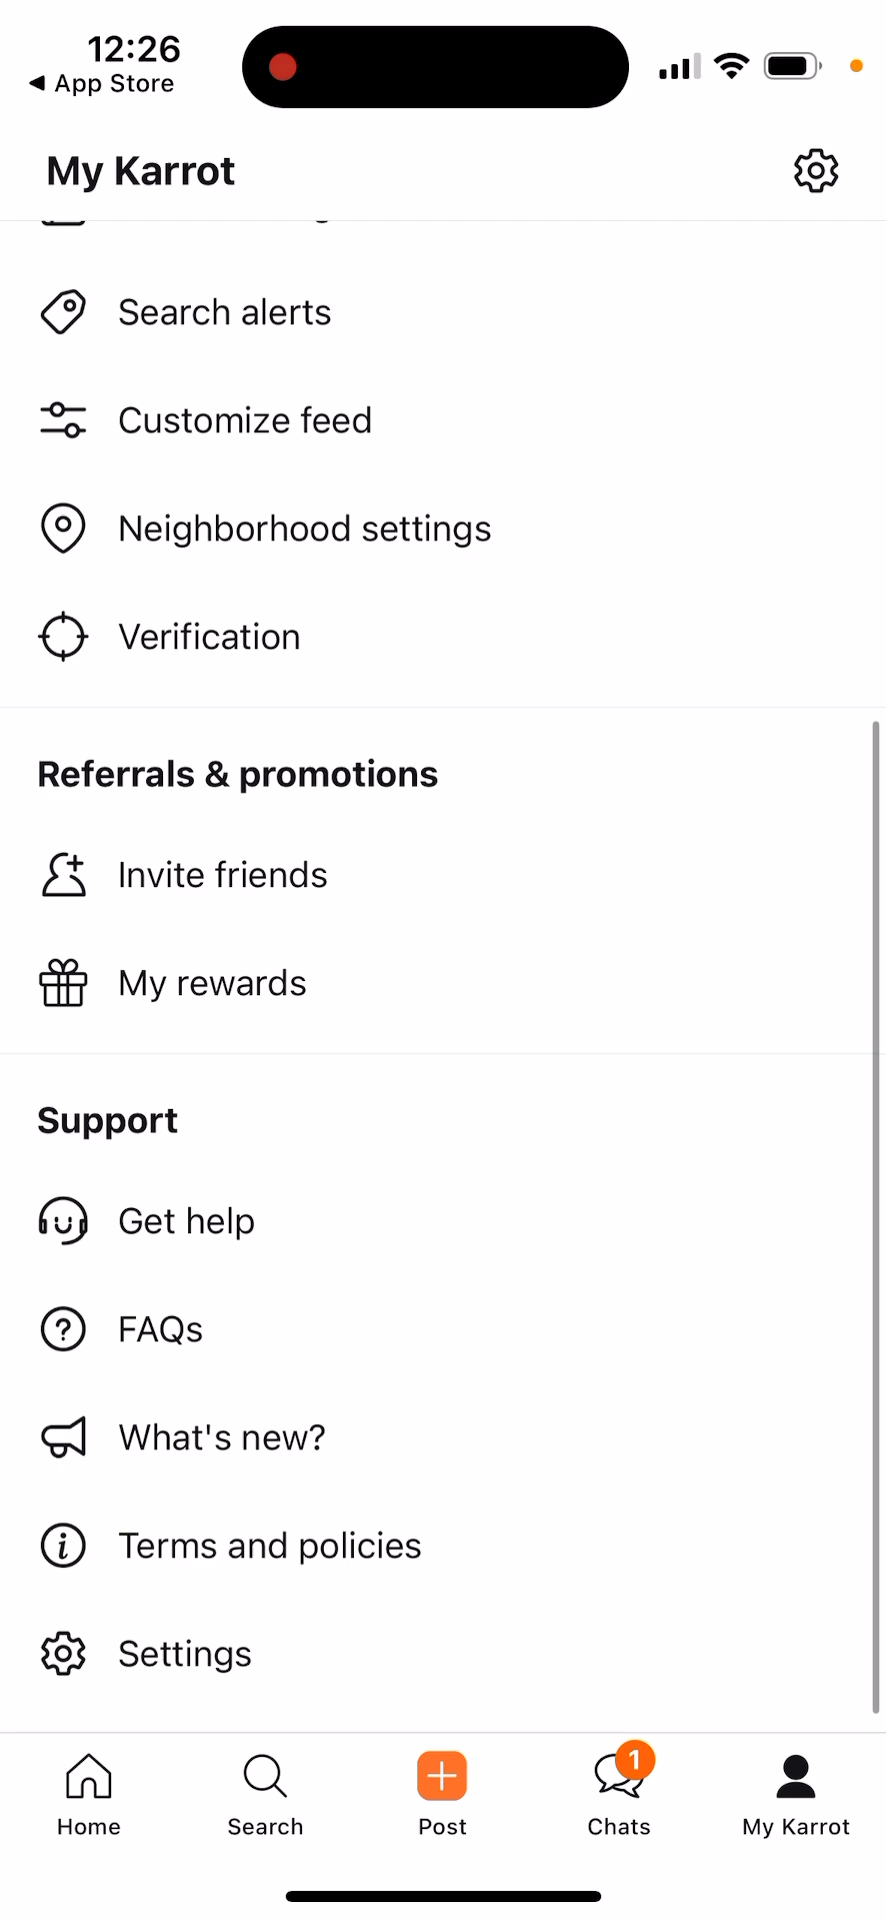 12:26
◀ App Store
My Karrot
Search alerts
Customize feed
Neighborhood settings
Verification
Referrals & promotions
Invite friends
My rewards
Support
Get help
FAQs
What's new?
Terms and policies
Settings
1
Home
Search
Post
Chats
My Karrot